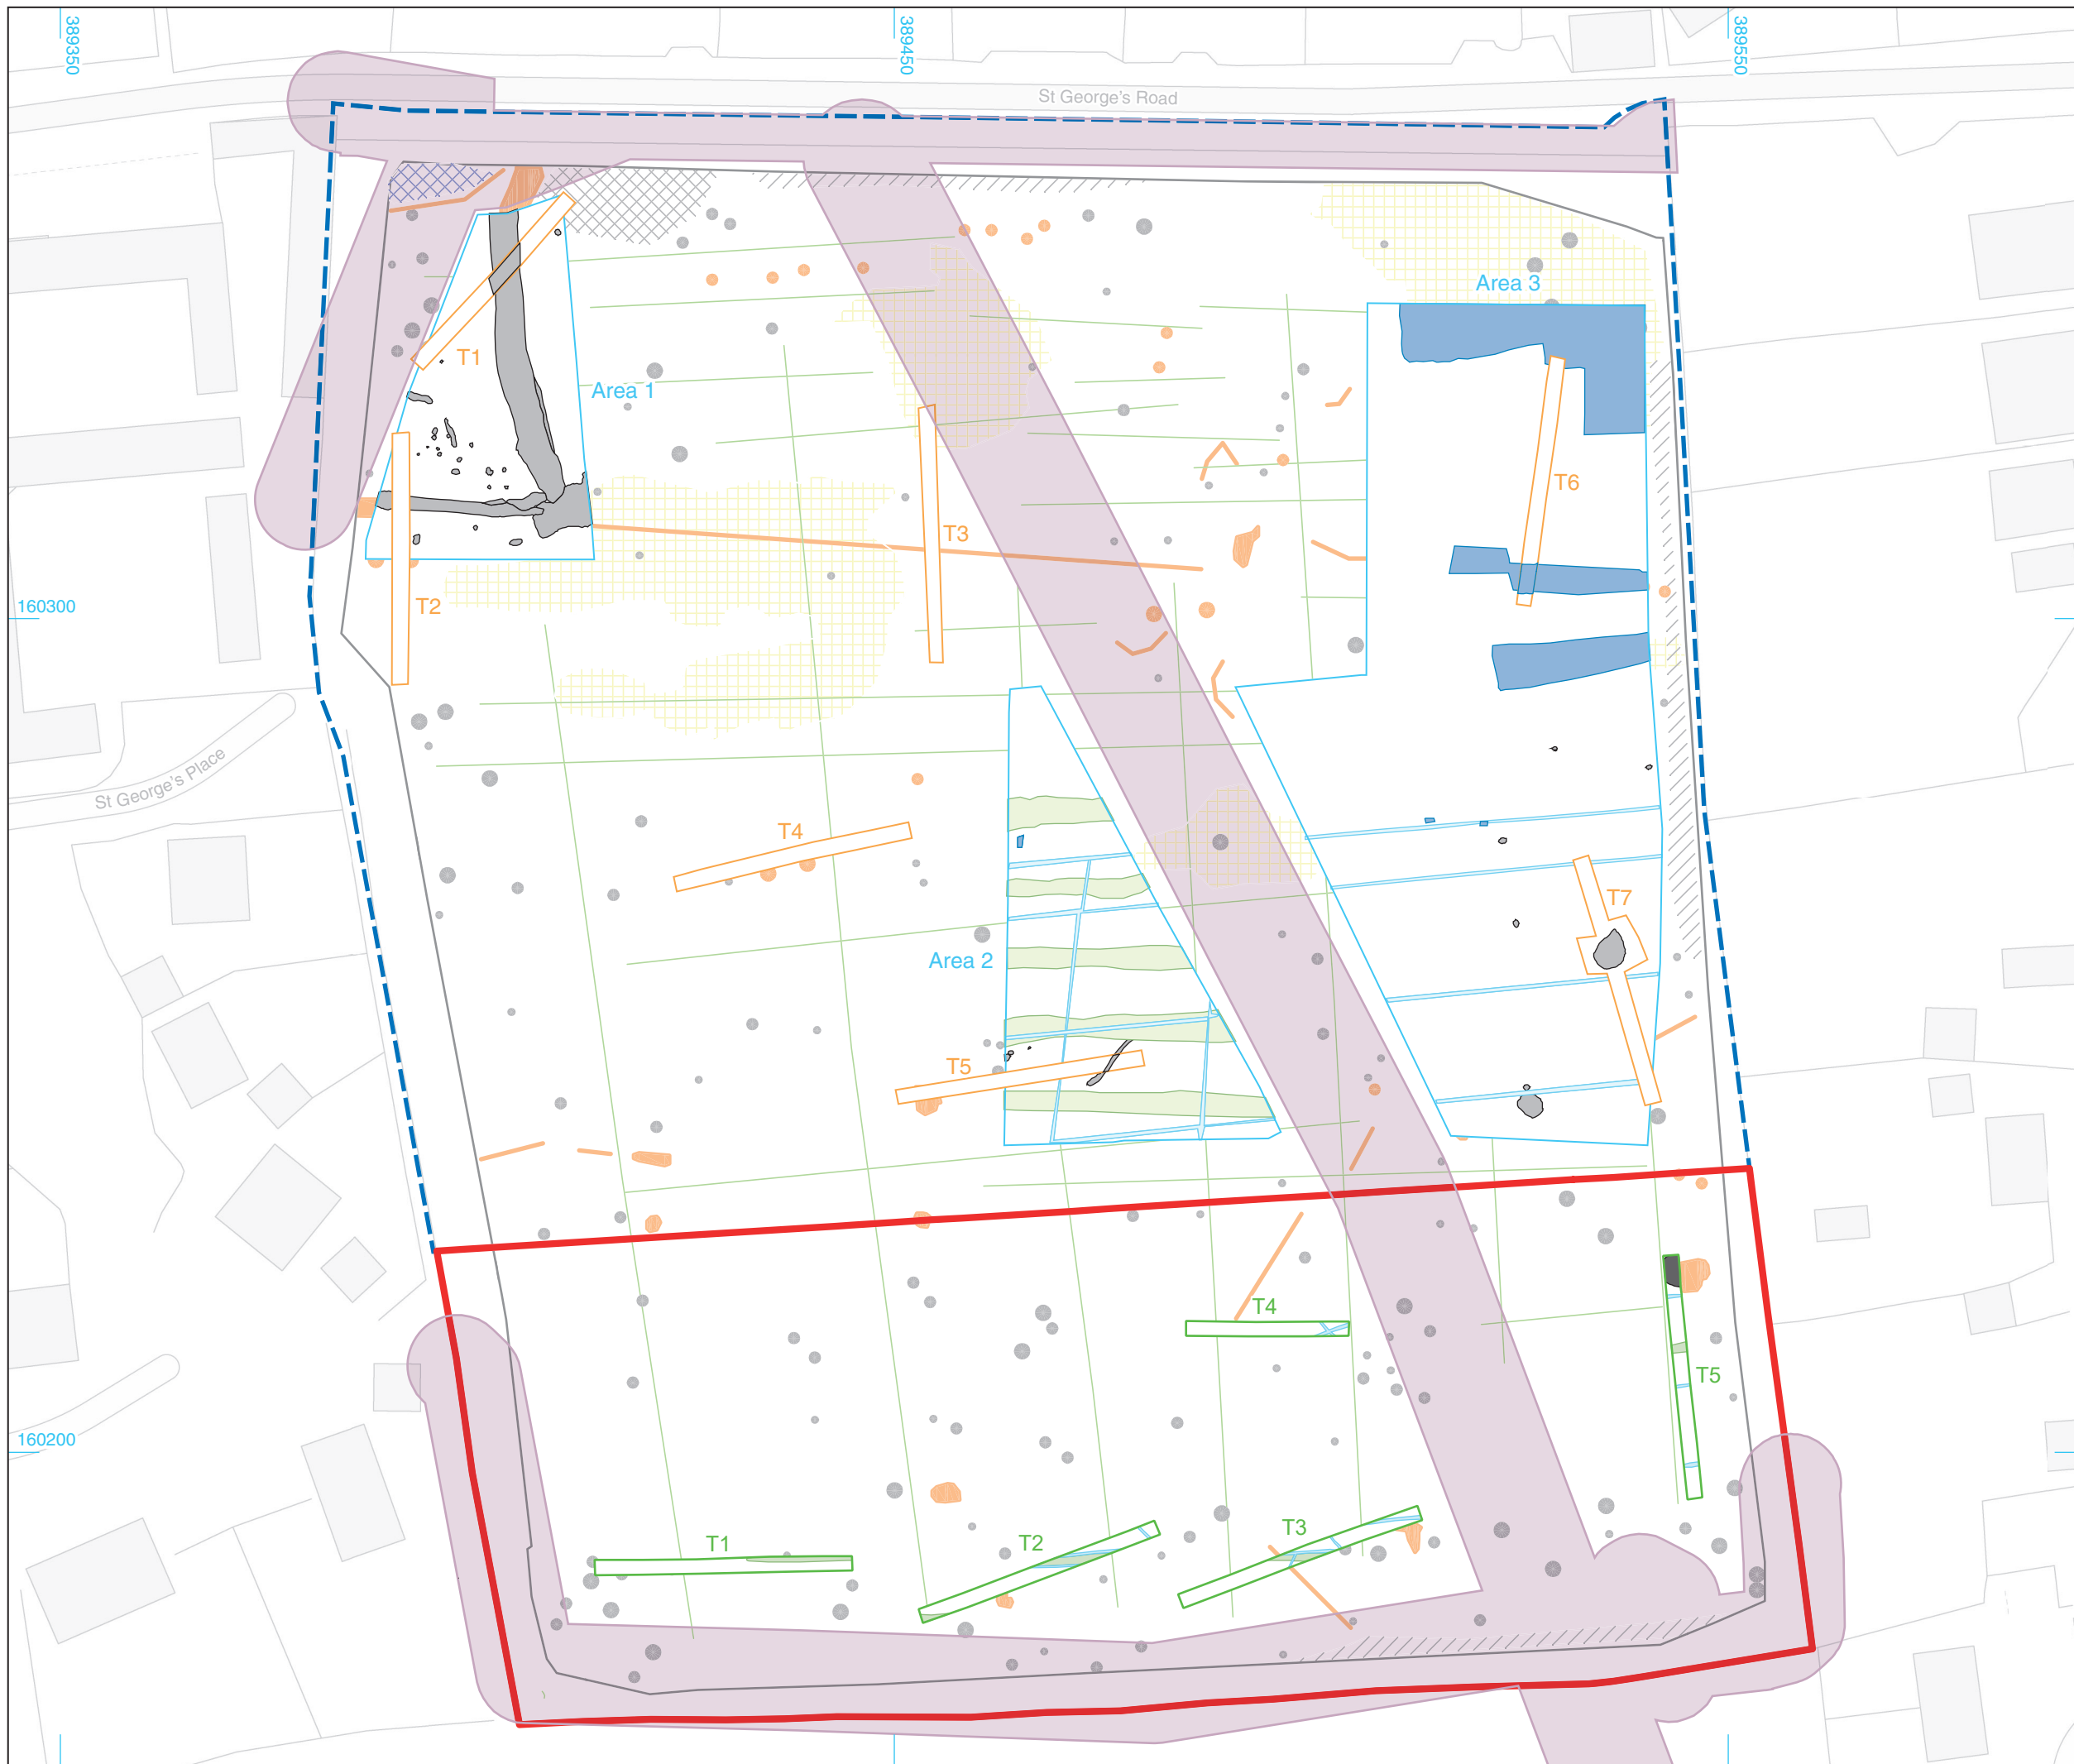 389350
389450
389550
St George's Road
Area 3
T1
Area 1
T6
T3
160300
T2
St George's Place
T4
T7
Area 2
T5
T4
T5
160200
T1
T2
T3